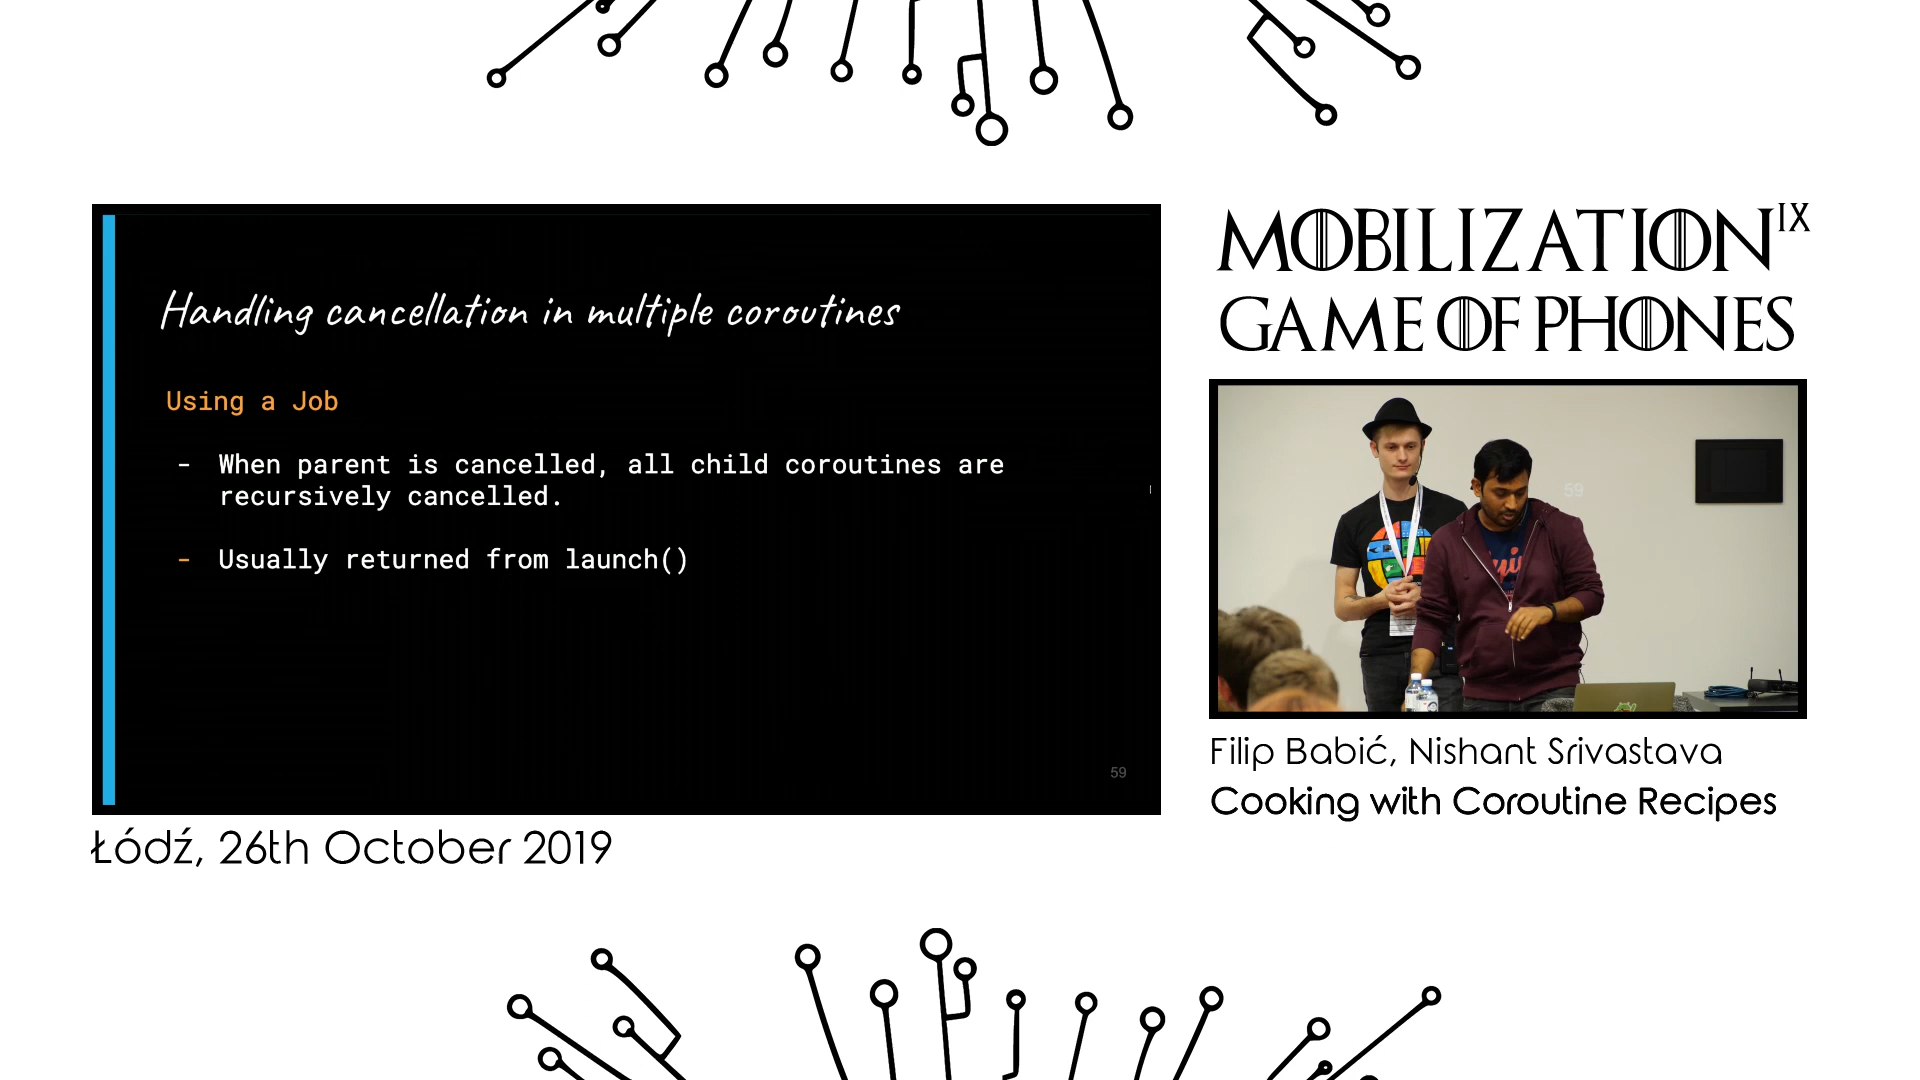 Handling cancellation in multiple coroutines
Using a Job
- When parent is cancelled, all child coroutines are
recursively cancelled.
- Usually returned from launch()
59
Łódź, 26th October 2019
MOBILIZATION IX
GAME OF PHONES
59
Filip Babić, Nishant Srivastava
Cooking with Coroutine Recipes